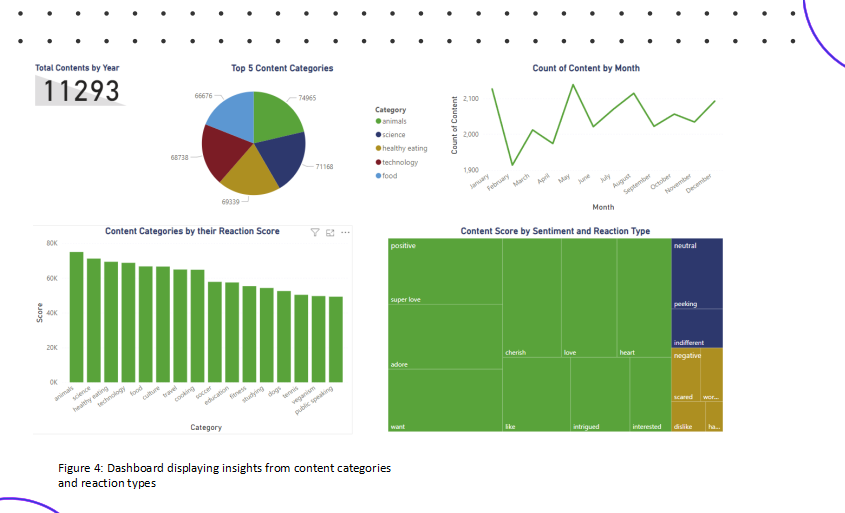 Total Contents by Year
11293
Top 5 Content Categories
66676
74965
68738
71168
69339
Category
animals
science
healthy eating
technology
food
Count of Content by Month
Count of Content
2,100
2,000
1,900
January
February
March
April
May
June
July
August
September
October
November
December
Month
Content Categories by their Reaction Score
Score
80K
60K
40K
20K
0K
animals
science
healthy eating
technology
food
culture
travel
cooking
soccer
education
fitness
studying
dogs
tennis
veganism
public speaking
Category
Content Score by Sentiment and Reaction Type
positive
super love
adore
want
cherish
love
heart
like
intrigued
interested
neutral
peeking
indifferent
negative
scared
wor...
dislike
ha...
Figure 4: Dashboard displaying insights from content categories
and reaction types